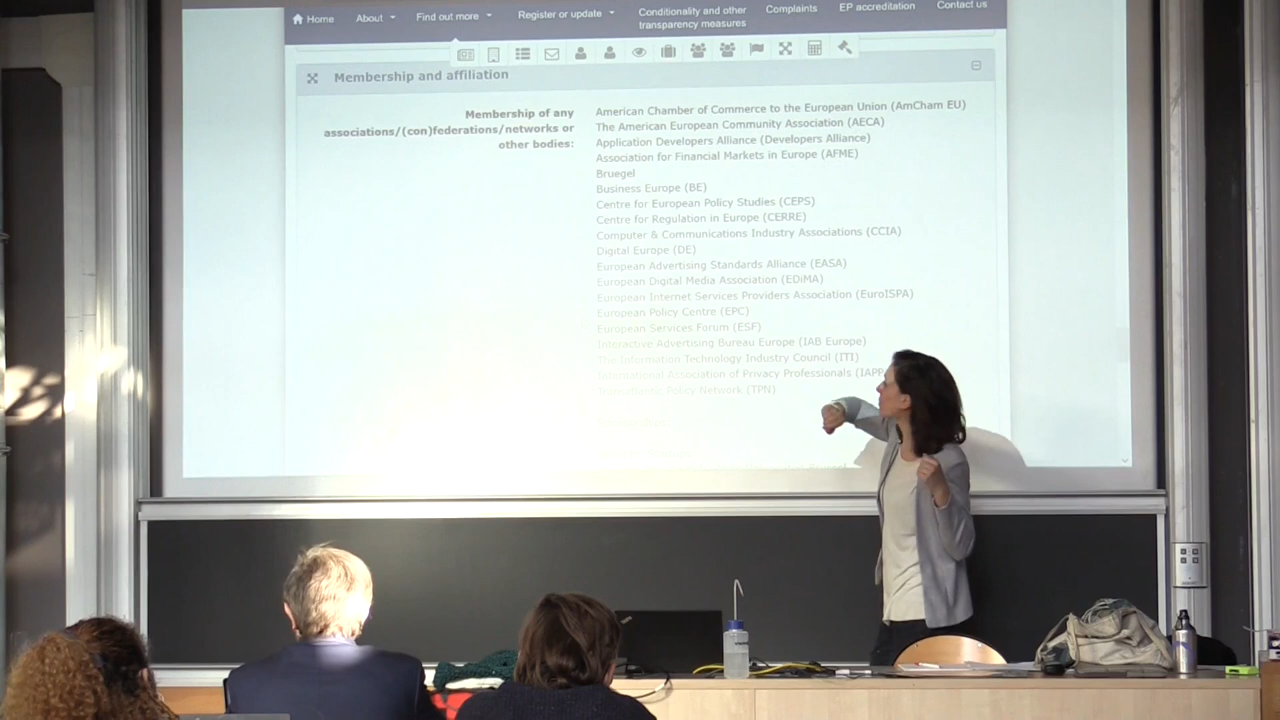 Home About Find out more Register or update Conditionality and other transparency measures Complaints EP accreditation Contact us
Membership and affiliation
Membership of any
associations/(con)federations/networks or
other bodies:
American Chamber of Commerce to the European Union (AmCham EU)
The American European Community Association (AECA)
Application Developers Alliance (Developers Alliance)
Association for Financial Markets in Europe (AFME)
Bruegel
Business Europe (BE)
Centre for European Policy Studies (CEPS)
Centre for Regulation in Europe (CERRE)
Computer & Communications Industry Associations (CCIA)
Digital Europe (DE)
European Advertising Standards Alliance (EASA)
European Digital Media Association (EDiMA)
European Internet Services Providers Association (EuroISPA)
European Policy Centre (EPC)
European Services Forum (ESF)
Interactive Advertising Bureau Europe (IAB Europe)
The Information Technology Industry Council (ITI)
International Association of Privacy Professionals (IAPP
Transatlantic Policy Network (TPN)